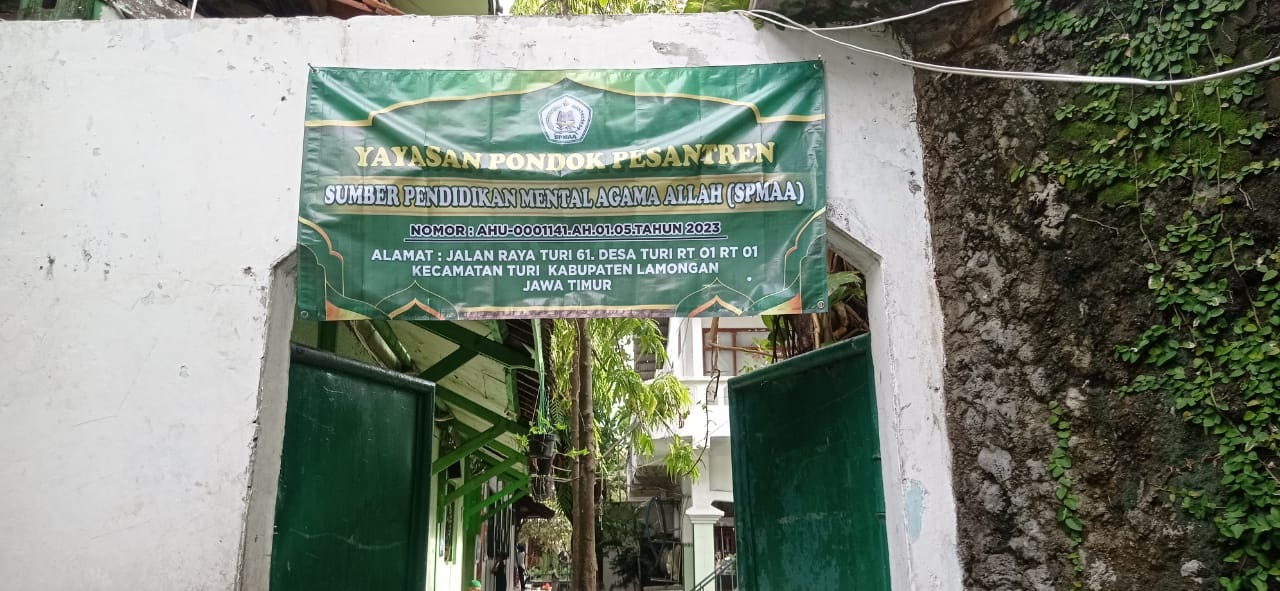 SPMAA
YAYASAN PONDOK PESANTREN
SUMBER PENDIDIKAN MENTAL AGAMA ALLAH (SPMAA)
NOMOR : AHU-0001141.AH.01.05.TAHUN 2023
ALAMAT : JALAN RAYA TURI 61. DESA TURI RT 01 RT 01
KECAMATAN TURI KABUPATEN LAMONGAN
JAWA TIMUR